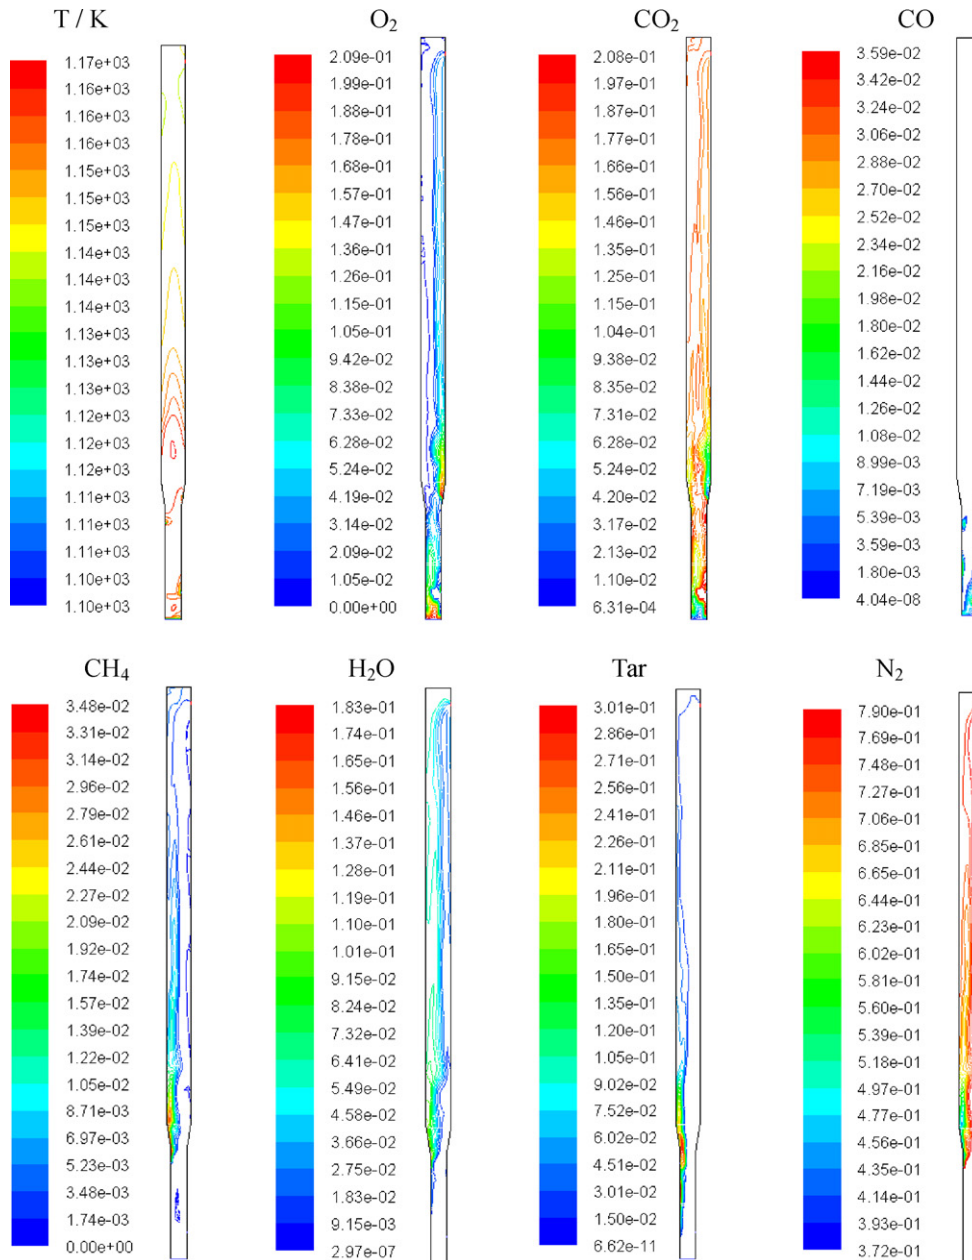 T / K
1.17e+03
1.16e+03
1.16e+03
1.16e+03
1.15e+03
1.15e+03
1.15e+03
1.14e+03
1.14e+03
1.14e+03
1.13e+03
1.13e+03
1.13e+03
1.12e+03
1.12e+03
1.12e+03
1.11e+03
1.11e+03
1.11e+03
1.10e+03
1.10e+03
O₂
2.09e-01
1.99e-01
1.88e-01
1.78e-01
1.68e-01
1.57e-01
1.47e-01
1.36e-01
1.26e-01
1.15e-01
1.05e-01
9.42e-02
8.38e-02
7.33e-02
6.28e-02
5.24e-02
4.19e-02
3.14e-02
2.09e-02
1.05e-02
0.00e+00
CO₂
2.08e-01
1.97e-01
1.87e-01
1.77e-01
1.66e-01
1.56e-01
1.46e-01
1.35e-01
1.25e-01
1.15e-01
1.04e-01
9.38e-02
8.35e-02
7.31e-02
6.28e-02
5.24e-02
4.20e-02
3.17e-02
2.13e-02
1.10e-02
6.31e-04
CO
3.59e-02
3.42e-02
3.24e-02
3.06e-02
2.88e-02
2.70e-02
2.52e-02
2.34e-02
2.16e-02
1.98e-02
1.80e-02
1.62e-02
1.44e-02
1.26e-02
1.08e-02
8.99e-03
7.19e-03
5.39e-03
3.59e-03
1.80e-03
4.04e-08
CH₄
3.48e-02
3.31e-02
3.14e-02
2.96e-02
2.79e-02
2.61e-02
2.44e-02
2.27e-02
2.09e-02
1.92e-02
1.74e-02
1.57e-02
1.39e-02
1.22e-02
1.05e-02
8.71e-03
6.97e-03
5.23e-03
3.48e-03
1.74e-03
0.00e+00
H₂O
1.83e-01
1.74e-01
1.65e-01
1.56e-01
1.46e-01
1.37e-01
1.28e-01
1.19e-01
1.10e-01
1.01e-01
9.15e-02
8.24e-02
7.32e-02
6.41e-02
5.49e-02
4.58e-02
3.66e-02
2.75e-02
1.83e-02
9.15e-03
2.97e-07
Tar
3.01e-01
2.86e-01
2.71e-01
2.56e-01
2.41e-01
2.26e-01
2.11e-01
1.96e-01
1.80e-01
1.65e-01
1.50e-01
1.35e-01
1.20e-01
1.05e-01
9.02e-02
7.52e-02
6.02e-02
4.51e-02
3.01e-02
1.50e-02
6.62e-11
N₂
7.90e-01
7.69e-01
7.48e-01
7.27e-01
7.06e-01
6.85e-01
6.65e-01
6.44e-01
6.23e-01
6.02e-01
5.81e-01
5.60e-01
5.39e-01
5.18e-01
4.97e-01
4.77e-01
4.56e-01
4.35e-01
4.14e-01
3.93e-01
3.72e-01